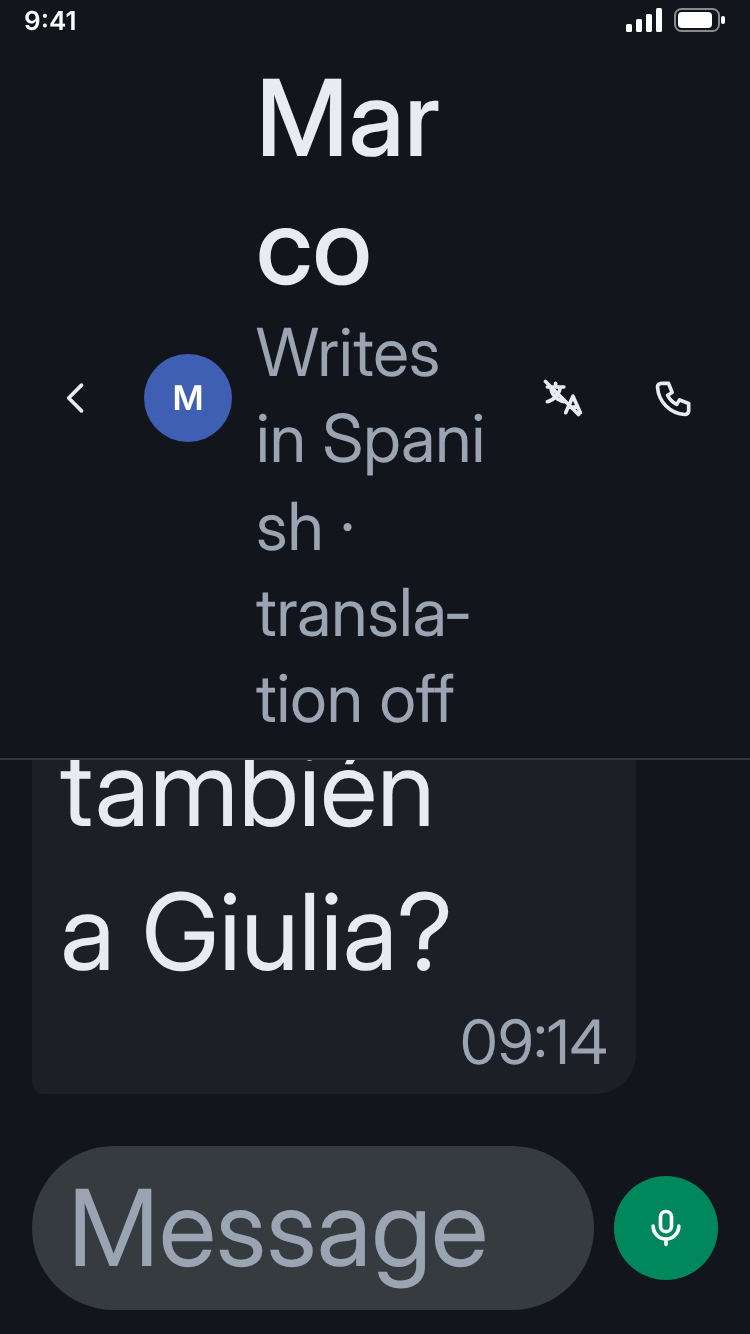 9:41
Mar
co
M
Writes
in Spani
sh ·
transla-
tion off
también
a Giulia?
09:14
Message